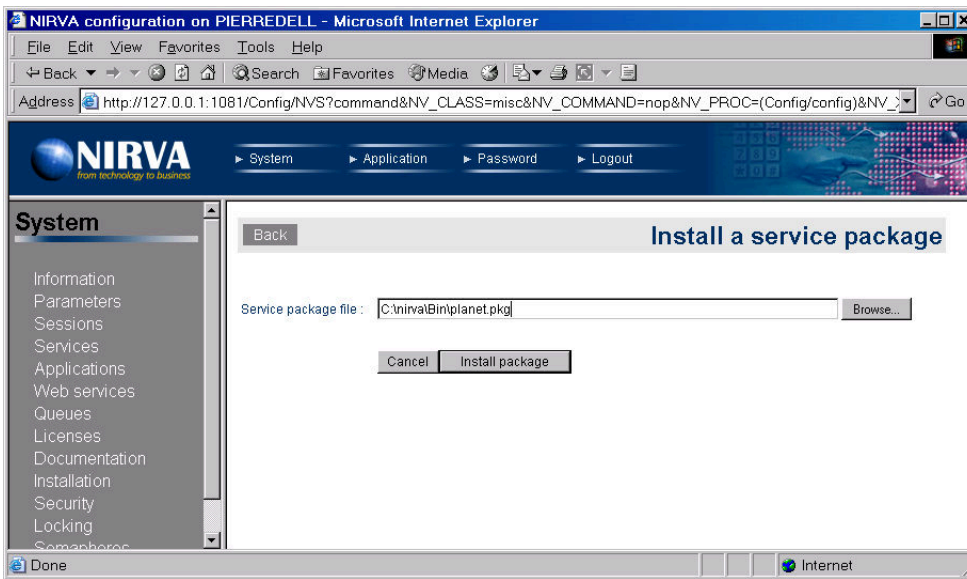 NIRVA configuration on PIERREDELL - Microsoft Internet Explorer
File Edit View Favorites Tools Help
Back Search Favorites Media
Address http://127.0.0.1:1081/Config/NVS?command&NV_CLASS=misc&NV_COMMAND=nop&NV_PROC=(Config/config)&NV_ Go
NIRVA
from technology to business
System Application Password Logout
System
Back
Install a service package
Information
Parameters
Sessions
Services
Applications
Web services
Queues
Licenses
Documentation
Installation
Security
Locking
Semaphores
Service package file :
C:\nirva\Bin\planet.pkg
Browse...
Cancel
Install package
Done
Internet